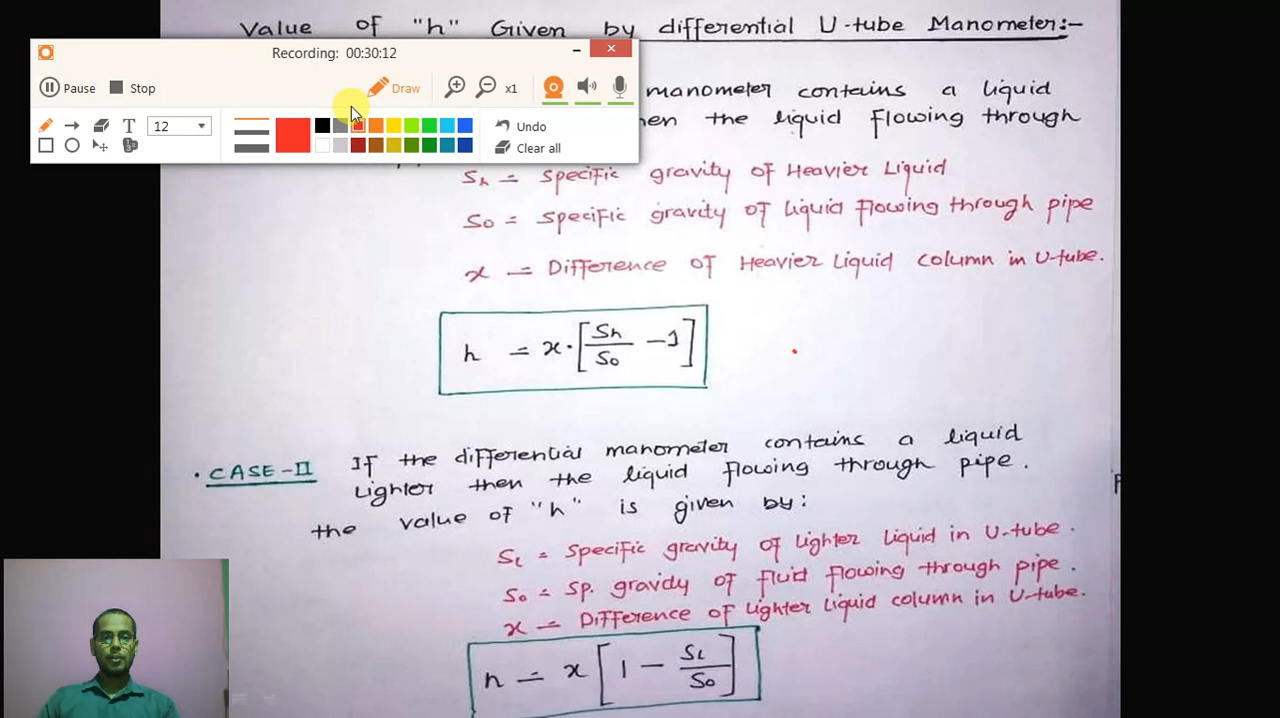 Value of "h" Given by differential U-tube Manometer:-
Recording: 00:30:12
Pause Stop Draw x1
T 12 Undo
Clear all
manometer contains a liquid
then the liquid flowing through
Sh = Specific gravity of Heavier Liquid
So = Specific gravity of liquid flowing through pipe
x = Difference of Heavier Liquid column in U-tube.
h = x·[Sh/So -1]
• CASE-II If the differential manometer contains a liquid
Lighter then the liquid flowing through pipe.
the value of "h" is given by:
SL = Specific gravity of lighter liquid in U-tube.
So = Sp. gravidy of fluid flowing through pipe.
x = Difference of lighter liquid column in U-tube.
h = x [1 - SL/So]